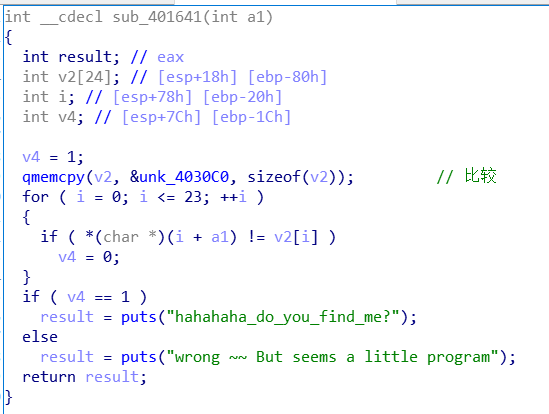 int __cdecl sub_401641(int a1)
{
  int result; // eax
  int v2[24]; // [esp+18h] [ebp-80h]
  int i; // [esp+78h] [ebp-20h]
  int v4; // [esp+7Ch] [ebp-1Ch]

  v4 = 1;
  qmemcpy(v2, &unk_4030C0, sizeof(v2));          // 比较
  for ( i = 0; i <= 23; ++i )
  {
    if ( *(char *)(i + a1) != v2[i] )
      v4 = 0;
  }
  if ( v4 == 1 )
    result = puts("hahahaha_do_you_find_me?");
  else
    result = puts("wrong ~~ But seems a little program");
  return result;
}